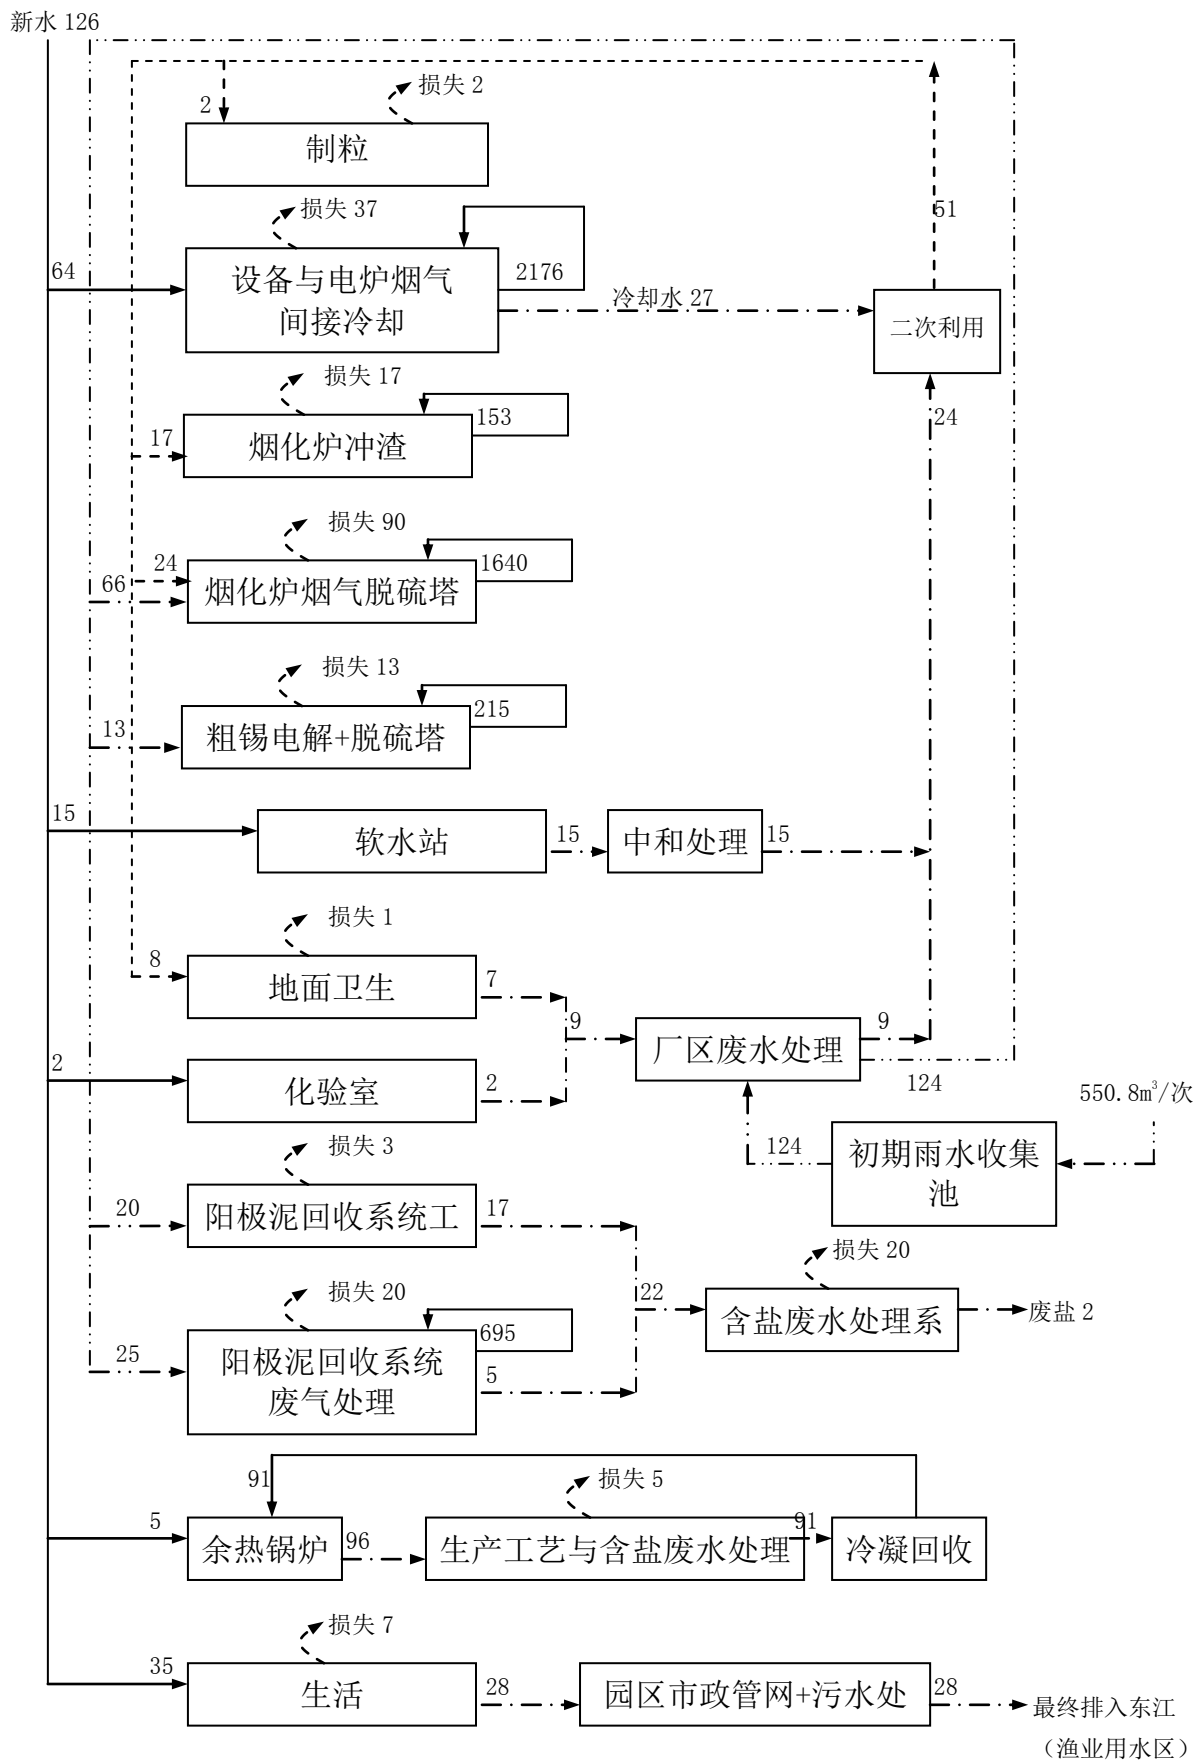 新水 126
损失 2
2
制粒
损失 37
51
64
2176
设备与电炉烟气
间接冷却
冷却水 27
二次利用
损失 17
153
24
17
烟化炉冲渣
损失 90
24
1640
66
烟化炉烟气脱硫塔
损失 13
215
13
粗锡电解+脱硫塔
15
软水站
15
中和处理
15
损失 1
8
地面卫生
7
9
厂区废水处理
9
2
化验室
2
124
550.8m³/次
损失 3
124
初期雨水收集
池
20
阳极泥回收系统工
17
损失 20
损失 20
22
含盐废水处理系
废盐 2
695
25
阳极泥回收系统
废气处理
5
91
损失 5
5
余热锅炉
96
生产工艺与含盐废水处理
91
冷凝回收
损失 7
35
生活
28
园区市政管网+污水处
28
最终排入东江
（渔业用水区）